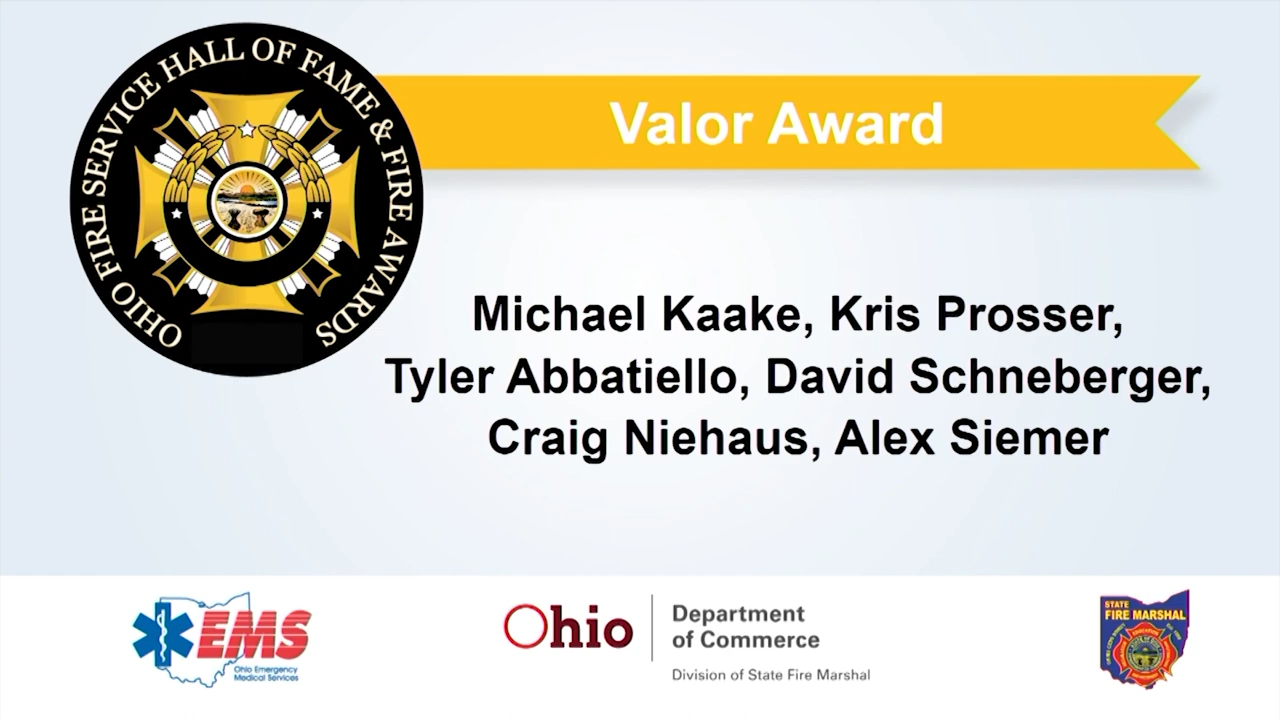 OHIO FIRE SERVICE HALL OF FAME & FIRE AWARDS
Valor Award
Michael Kaake, Kris Prosser,
Tyler Abbatiello, David Schneberger,
Craig Niehaus, Alex Siemer
EMS
Ohio Emergency
Medical Services
Ohio
Department
of Commerce
Division of State Fire Marshal
STATE
FIRE MARSHAL